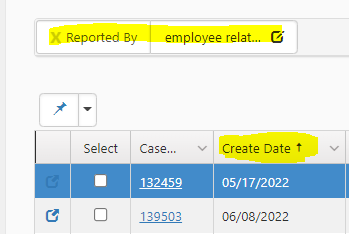 X Reported By employee relat...
Select Case... Create Date ↑
132459 05/17/2022
139503 06/08/2022